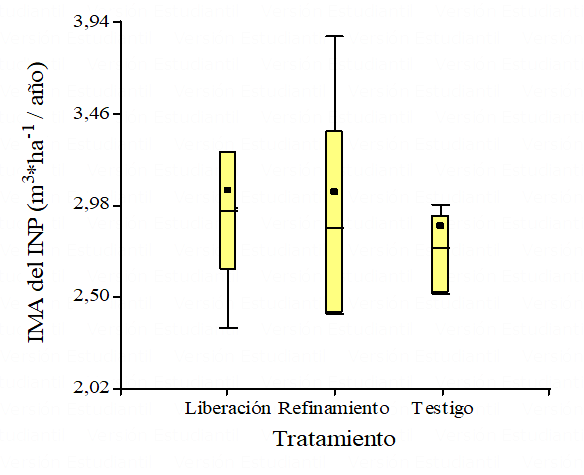 3,94
3,46
2,98
2,50
2,02
IMA del INP (m³*ha⁻¹ / año)
Liberación Refinamiento Testigo
Tratamiento